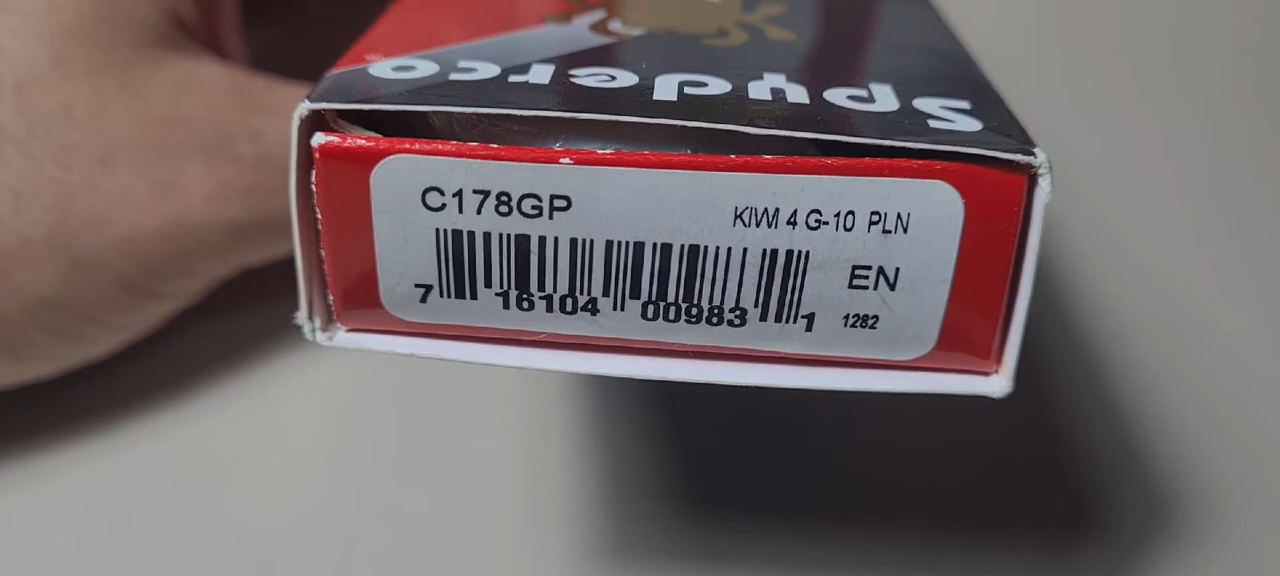 Spyderco
C178GP
KIWI 4 G-10 PLN
EN
7 16104 00983 1
1282